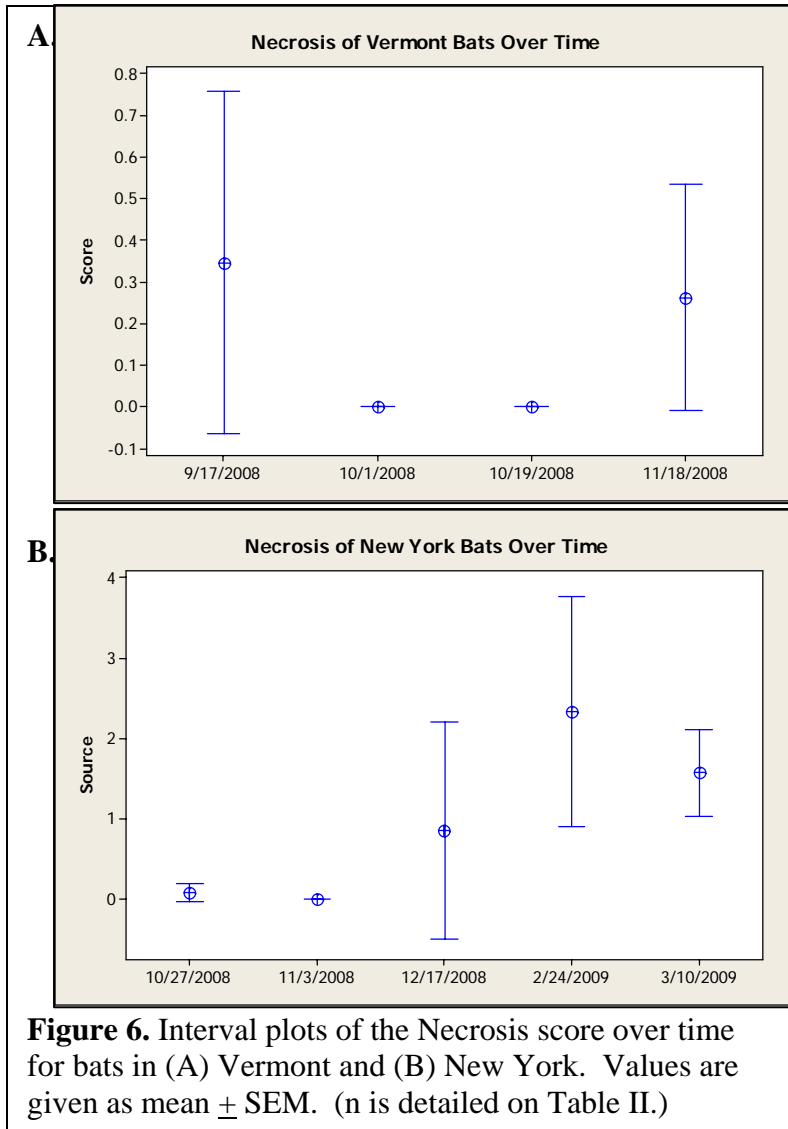 A.
Necrosis of Vermont Bats Over Time
0.8
0.7
0.6
0.5
0.4
0.3
0.2
0.1
0.0
-0.1
Score
9/17/2008 10/1/2008 10/19/2008 11/18/2008
B.
Necrosis of New York Bats Over Time
4
3
2
1
0
Source
10/27/2008 11/3/2008 12/17/2008 2/24/2009 3/10/2009
Figure 6. Interval plots of the Necrosis score over time
for bats in (A) Vermont and (B) New York. Values are
given as mean ± SEM. (n is detailed on Table II.)